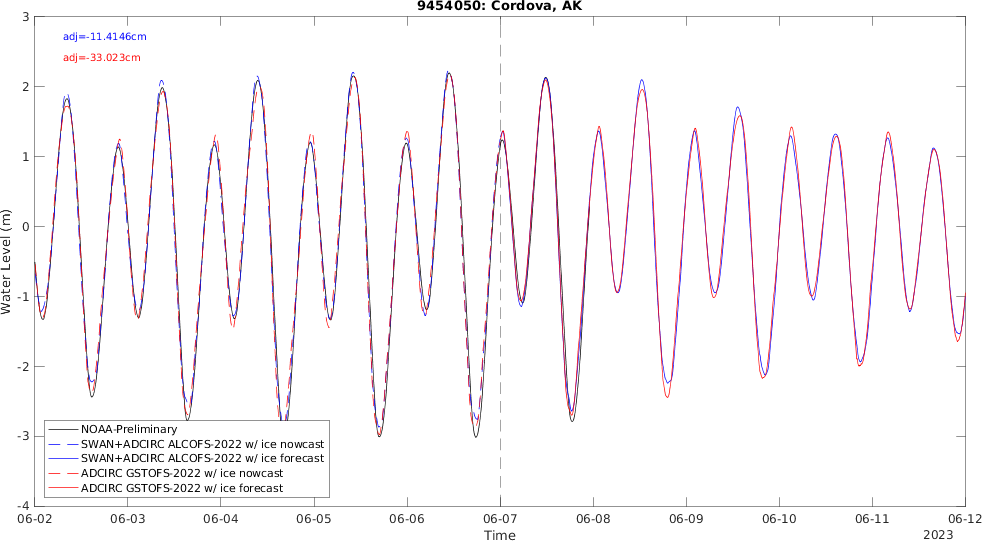 9454050: Cordova, AK
adj=-11.4146cm
adj=-33.023cm
3
2
1
0
-1
-2
-3
-4
Water Level (m)
NOAA-Preliminary
SWAN+ADCIRC ALCOFS-2022 w/ ice nowcast
SWAN+ADCIRC ALCOFS-2022 w/ ice forecast
ADCIRC GSTOFS-2022 w/ ice nowcast
ADCIRC GSTOFS-2022 w/ ice forecast
06-02 06-03 06-04 06-05 06-06 06-07 06-08 06-09 06-10 06-11 06-12
Time
2023